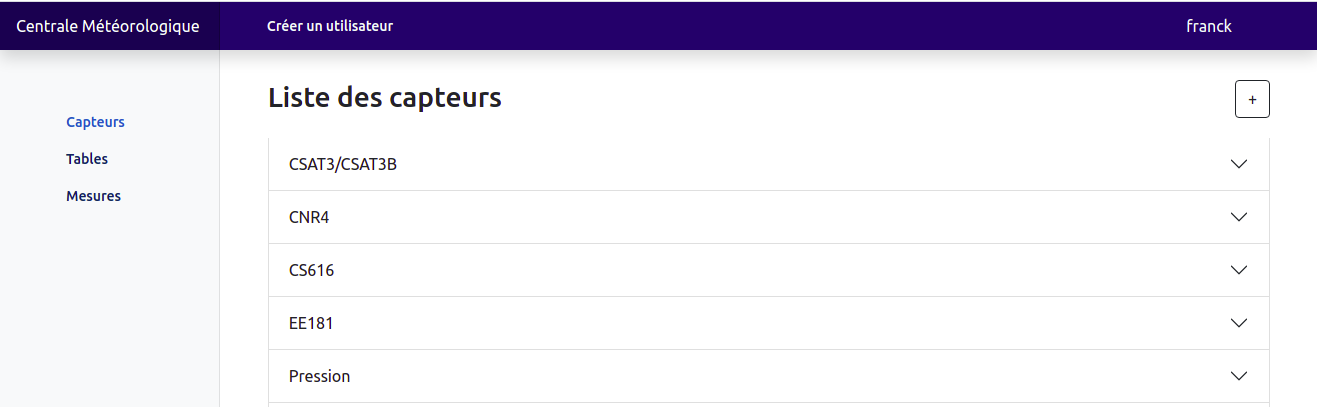 Centrale Météorologique
Créer un utilisateur
franck
Capteurs
Tables
Mesures
Liste des capteurs
+
CSAT3/CSAT3B
CNR4
CS616
EE181
Pression